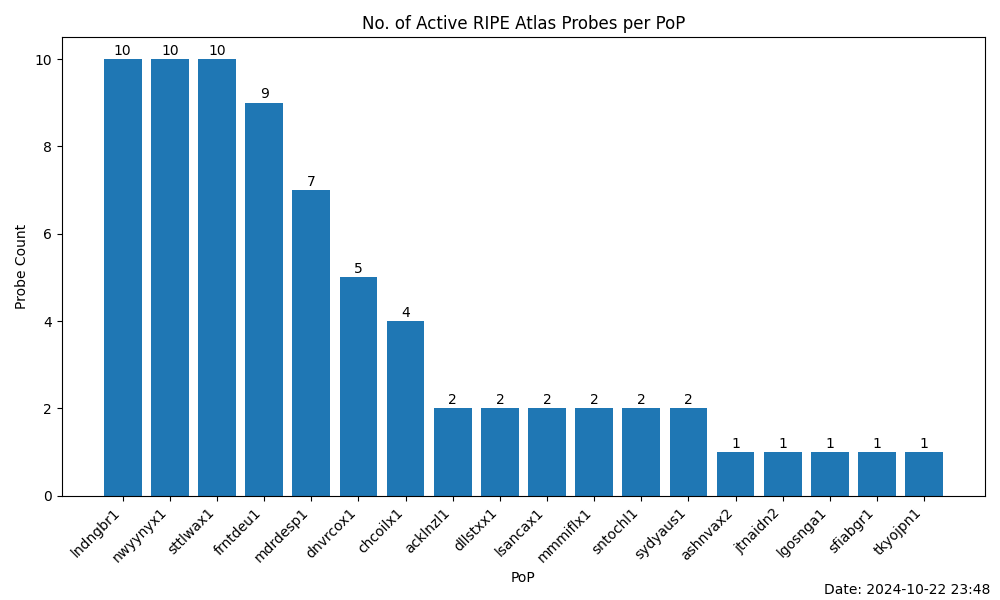 No. of Active RIPE Atlas Probes per PoP
Probe Count
10
8
6
4
2
0
10
10
10
9
7
5
4
2
2
2
2
2
2
1
1
1
1
1
lndngbr1
nwyynyx1
sttlwax1
frntdeu1
mdrdesp1
dnvrcox1
chcoilx1
acklnzl1
dllstxx1
lsancax1
mmmiflx1
sntochl1
sydyaus1
ashnvax2
jtnaidn2
lgosnga1
sfiabgr1
tkyojpn1
PoP
Date: 2024-10-22 23:48